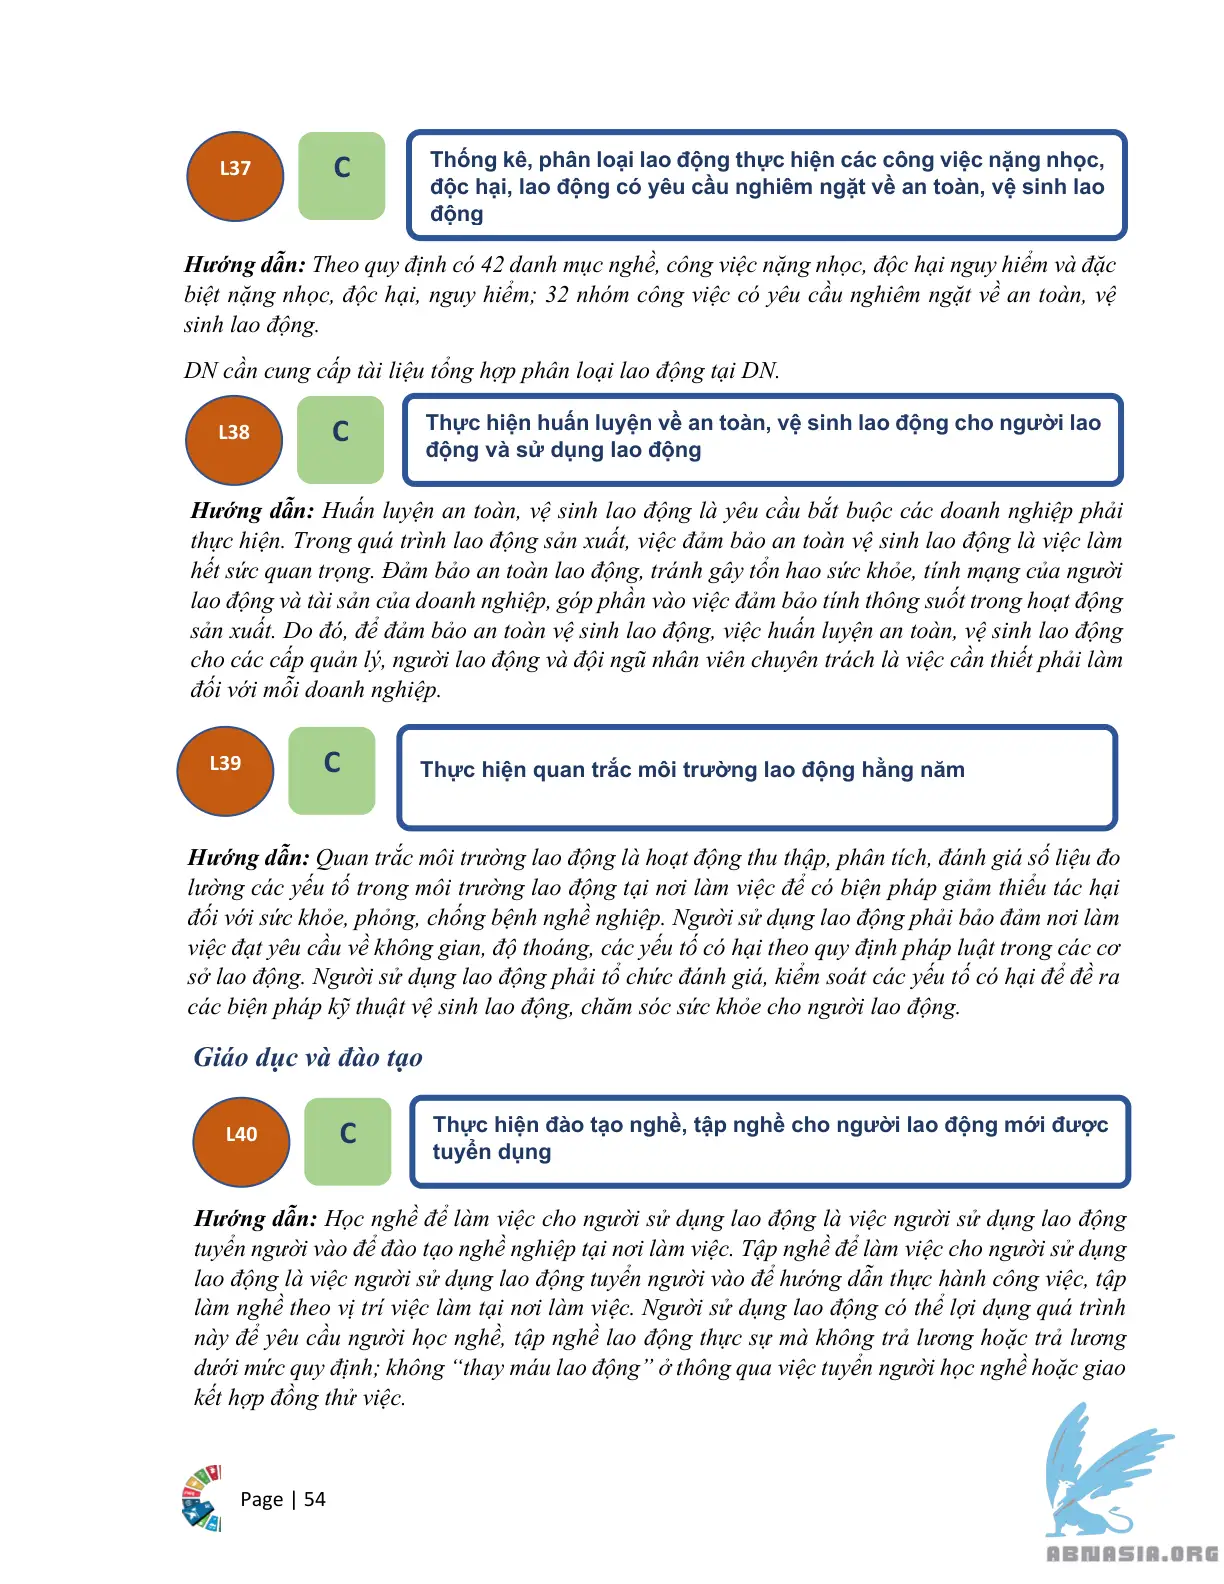 L37
C
Thống kê, phân loại lao động thực hiện các công việc nặng nhọc,
độc hại, lao động có yêu cầu nghiêm ngặt về an toàn, vệ sinh lao
động
Hướng dẫn: Theo quy định có 42 danh mục nghề, công việc nặng nhọc, độc hại nguy hiểm và đặc
biệt nặng nhọc, độc hại, nguy hiểm; 32 nhóm công việc có yêu cầu nghiêm ngặt về an toàn, vệ
sinh lao động.
DN cần cung cấp tài liệu tổng hợp phân loại lao động tại DN.
L38
C
Thực hiện huấn luyện về an toàn, vệ sinh lao động cho người lao
động và sử dụng lao động
Hướng dẫn: Huấn luyện an toàn, vệ sinh lao động là yêu cầu bắt buộc các doanh nghiệp phải
thực hiện. Trong quá trình lao động sản xuất, việc đảm bảo an toàn vệ sinh lao động là việc làm
hết sức quan trọng. Đảm bảo an toàn lao động, tránh gây tổn hao sức khỏe, tính mạng của người
lao động và tài sản của doanh nghiệp, góp phần vào việc đảm bảo tính thông suốt trong hoạt động
sản xuất. Do đó, để đảm bảo an toàn vệ sinh lao động, việc huấn luyện an toàn, vệ sinh lao động
cho các cấp quản lý, người lao động và đội ngũ nhân viên chuyên trách là việc cần thiết phải làm
đối với mỗi doanh nghiệp.
L39
C
Thực hiện quan trắc môi trường lao động hằng năm
Hướng dẫn: Quan trắc môi trường lao động là hoạt động thu thập, phân tích, đánh giá số liệu đo
lường các yếu tố trong môi trường lao động tại nơi làm việc để có biện pháp giảm thiểu tác hại
đối với sức khỏe, phỏng, chống bệnh nghề nghiệp. Người sử dụng lao động phải bảo đảm nơi làm
việc đạt yêu cầu về không gian, độ thoáng, các yếu tố có hại theo quy định pháp luật trong các cơ
sở lao động. Người sử dụng lao động phải tổ chức đánh giá, kiểm soát các yếu tố có hại để đề ra
các biện pháp kỹ thuật vệ sinh lao động, chăm sóc sức khỏe cho người lao động.
Giáo dục và đào tạo
L40
C
Thực hiện đào tạo nghề, tập nghề cho người lao động mới được
tuyển dụng
Hướng dẫn: Học nghề để làm việc cho người sử dụng lao động là việc người sử dụng lao động
tuyển người vào để đào tạo nghề nghiệp tại nơi làm việc. Tập nghề để làm việc cho người sử dụng
lao động là việc người sử dụng lao động tuyển người vào để hướng dẫn thực hành công việc, tập
làm nghề theo vị trí việc làm tại nơi làm việc. Người sử dụng lao động có thể lợi dụng quá trình
này để yêu cầu người học nghề, tập nghề lao động thực sự mà không trả lương hoặc trả lương
dưới mức quy định; không “thay máu lao động” ở thông qua việc tuyển người học nghề hoặc giao
kết hợp đồng thử việc.
Page | 54
ABNASIA.ORG